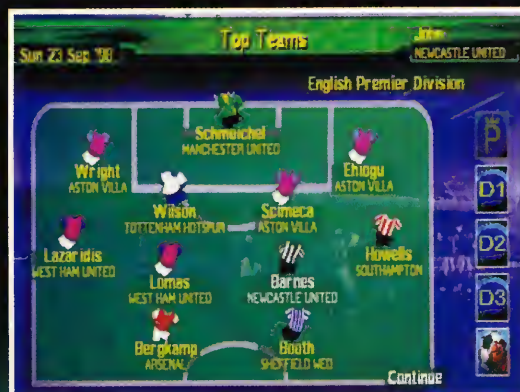 Top Teams
John
Sun 23 Sep '98
NEWCASTLE UNITED
English Premier Division
Schmeichel
MANCHESTER UNITED
P
Wright
ASTON VILLA
Ehiogu
ASTON VILLA
D1
Wilson
TOTTENHAM HOTSPUR
Scimeca
ASTON VILLA
D2
Lazaridis
WEST HAM UNITED
Howells
SOUTHAMPTON
Lomas
WEST HAM UNITED
Barnes
NEWCASTLE UNITED
D3
Bergkamp
ARSENAL
Booth
SHEFFIELD WED
Continue